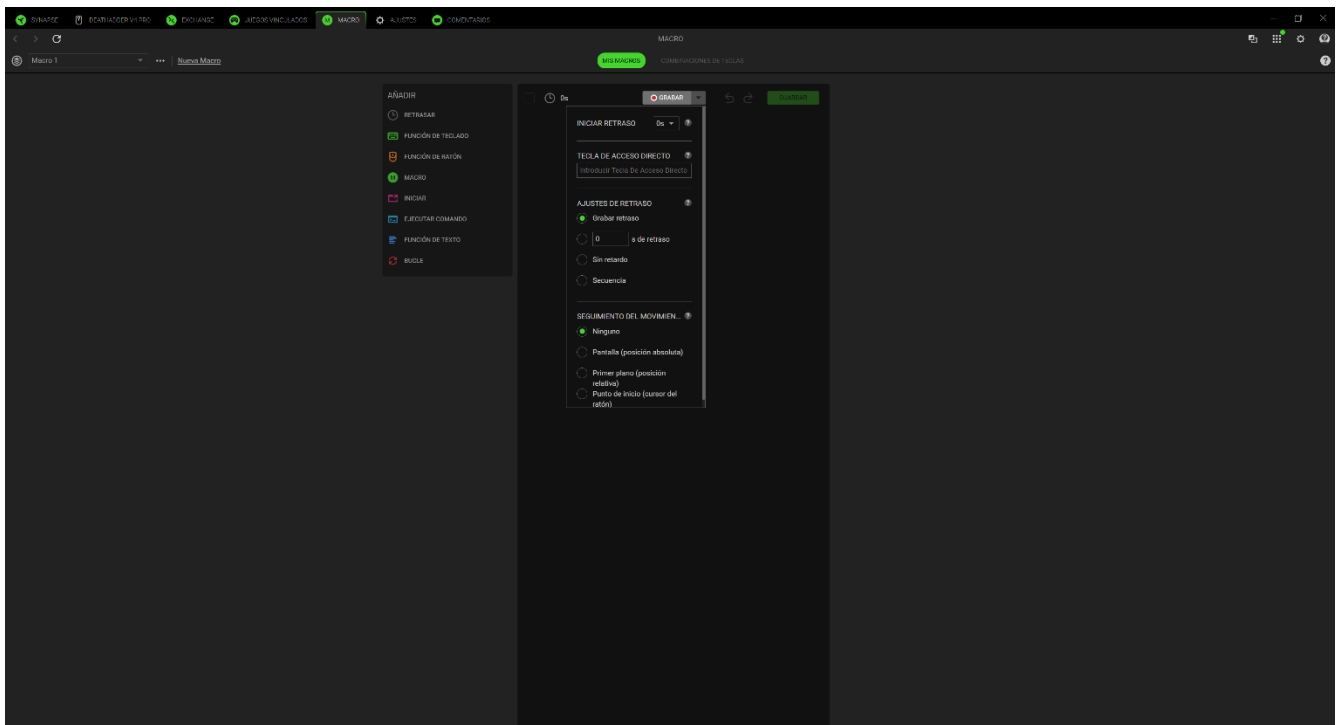 SYNAPSE DEATHADDER V4 PRO EXCHANGE JUEGOS VINCULADOS MACRO AJUSTES COMENTARIOS
MACRO
Macro 1 Nueva Macro MIS MACROS COMBINACIONES DE TECLAS
AÑADIR
RETRASAR
FUNCIÓN DE TECLADO
FUNCIÓN DE RATÓN
MACRO
INICIAR
EJECUTAR COMANDO
FUNCIÓN DE TEXTO
BUCLE
0s GRABAR GUARDAR
INICIAR RETRASO 0s
TECLA DE ACCESO DIRECTO
Introducir Tecla De Acceso Directo
AJUSTES DE RETRASO
Grabar retraso
0 s de retraso
Sin retardo
Secuencia
SEGUIMIENTO DEL MOVIMIEN...
Ninguno
Pantalla (posición absoluta)
Primer plano (posición
relativa)
Punto de inicio (cursor del
ratón)